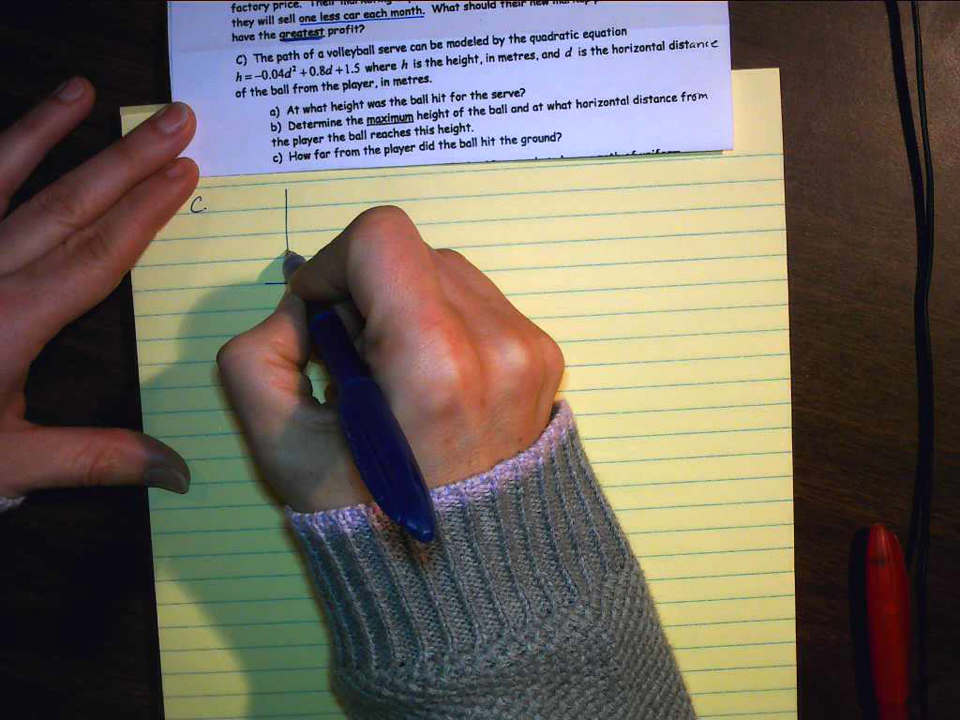 factory price. Their
they will sell one less car each month. What should their new
have the greatest profit?
C) The path of a volleyball serve can be modeled by the quadratic equation
h = -0.04d² + 0.8d + 1.5 where h is the height, in metres, and d is the horizontal distance
of the ball from the player, in metres.
a) At what height was the ball hit for the serve?
b) Determine the maximum height of the ball and at what horizontal distance from
the player the ball reaches this height.
c) How far from the player did the ball hit the ground?
C.